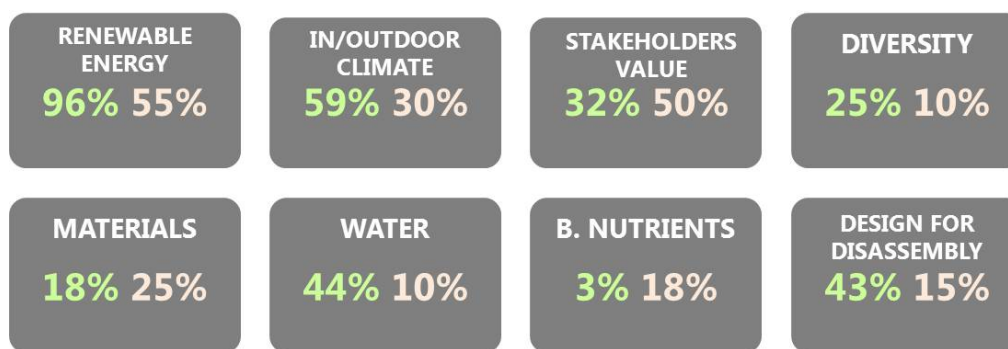 RENEWABLE
ENERGY
96% 55%
IN/OUTDOOR
CLIMATE
59% 30%
STAKEHOLDERS
VALUE
32% 50%
DIVERSITY
25% 10%
MATERIALS
18% 25%
WATER
44% 10%
B. NUTRIENTS
3% 18%
DESIGN FOR
DISASSEMBLY
43% 15%